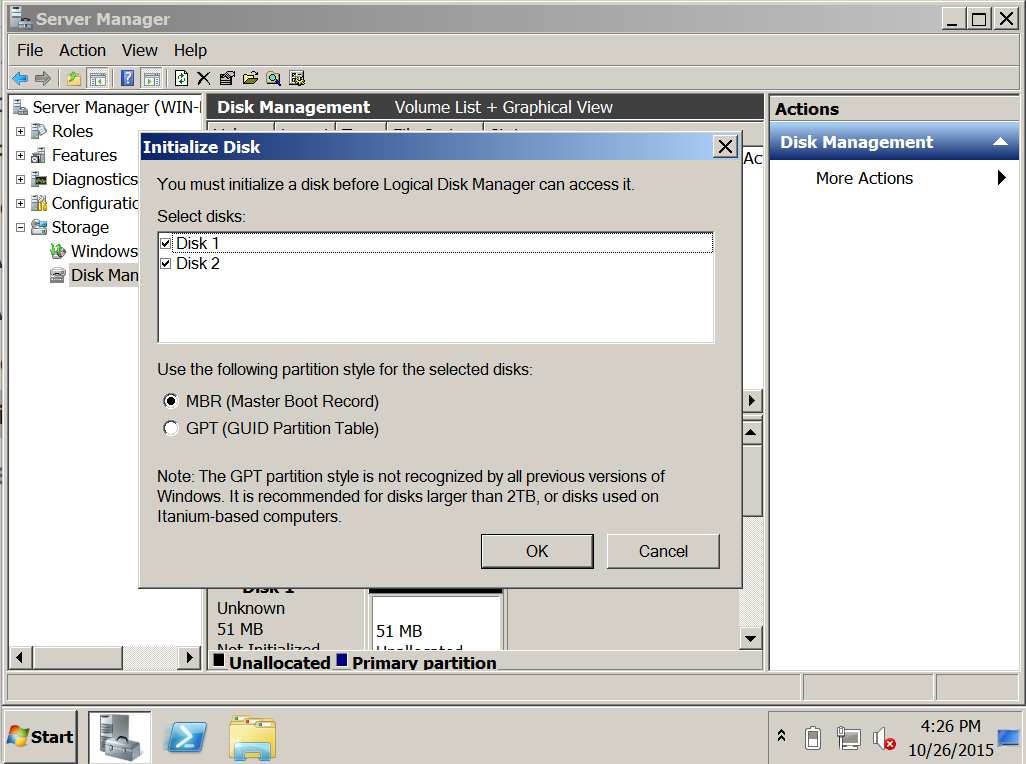 Server Manager
File Action View Help
Server Manager (WIN-
Roles
Features
Diagnostics
Configuratio
Storage
Windows
Disk Man
Disk Management Volume List + Graphical View
Initialize Disk
You must initialize a disk before Logical Disk Manager can access it.
Select disks:
Disk 1
Disk 2
Use the following partition style for the selected disks:
MBR (Master Boot Record)
GPT (GUID Partition Table)
Note: The GPT partition style is not recognized by all previous versions of
Windows. It is recommended for disks larger than 2TB, or disks used on
Itanium-based computers.
OK Cancel
Disk 1
Unknown
51 MB
Not Initialized
51 MB
Unallocated
Unallocated Primary partition
Actions
Disk Management
More Actions
Start
4:26 PM
10/26/2015